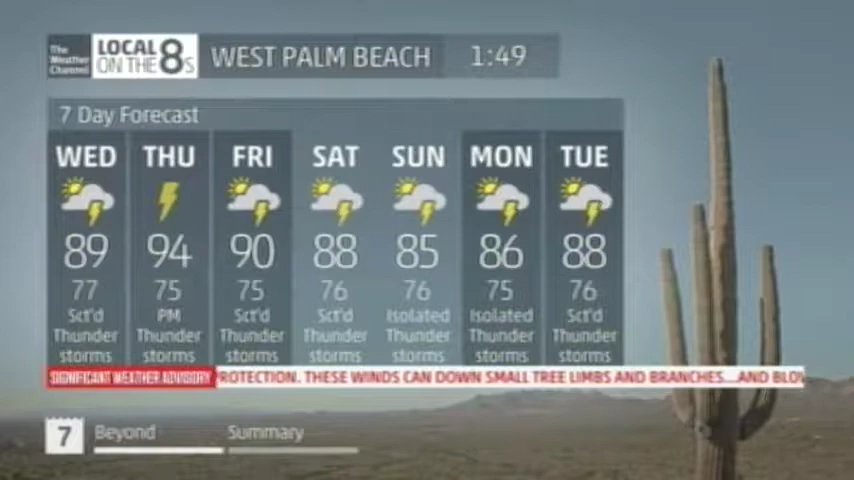 The Weather Channel
LOCAL ON THE 8s
WEST PALM BEACH 1:49
7 Day Forecast
WED THU FRI SAT SUN MON TUE
89 94 90 88 85 86 88
77 75 75 76 76 75 76
Sct'd PM Sct'd Sct'd Isolated Isolated Sct'd
Thunder Thunder Thunder Thunder Thunder Thunder Thunder
storms storms storms storms storms storms storms
SIGNIFICANT WEATHER ADVISORY ROTECTION. THESE WINDS CAN DOWN SMALL TREE LIMBS AND BRANCHES...AND BLOW
7 Beyond Summary